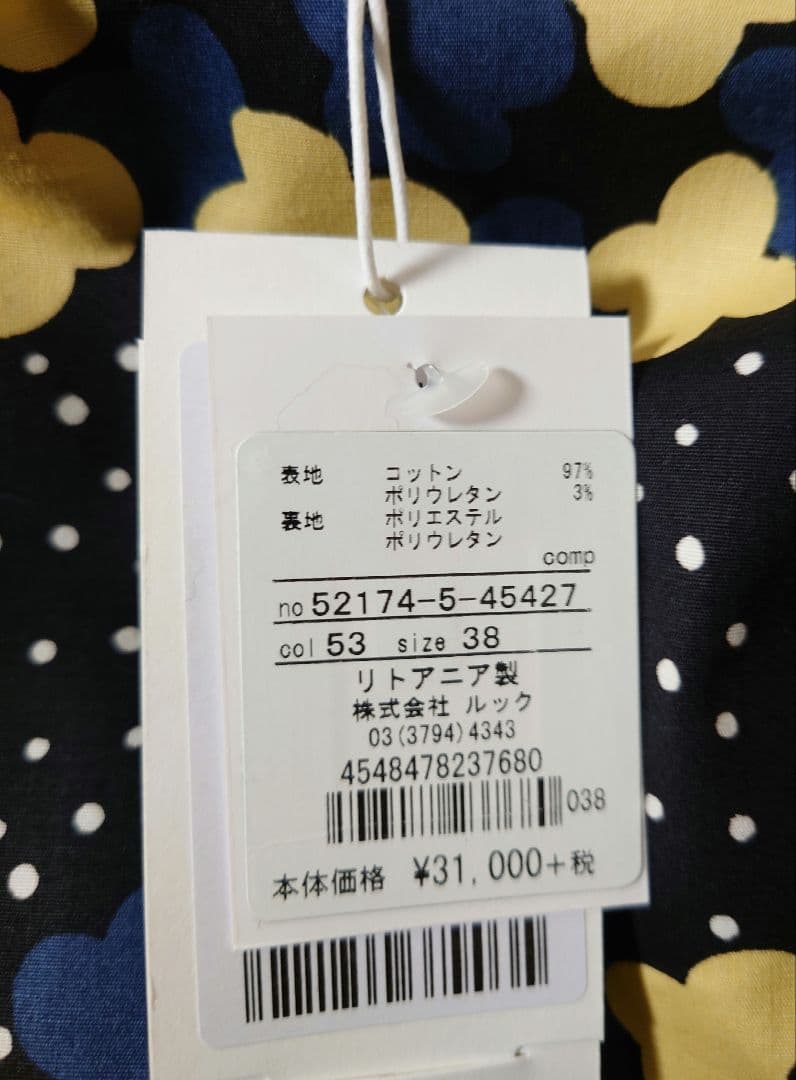 表地 コットン 97%
ポリウレタン 3%
裏地 ポリエステル
ポリウレタン
comp
no 52174-5-45427
col 53 size 38
リトアニア製
株式会社 ルック
03(3794)4343
4548478237680
038
本体価格 ¥31,000+税